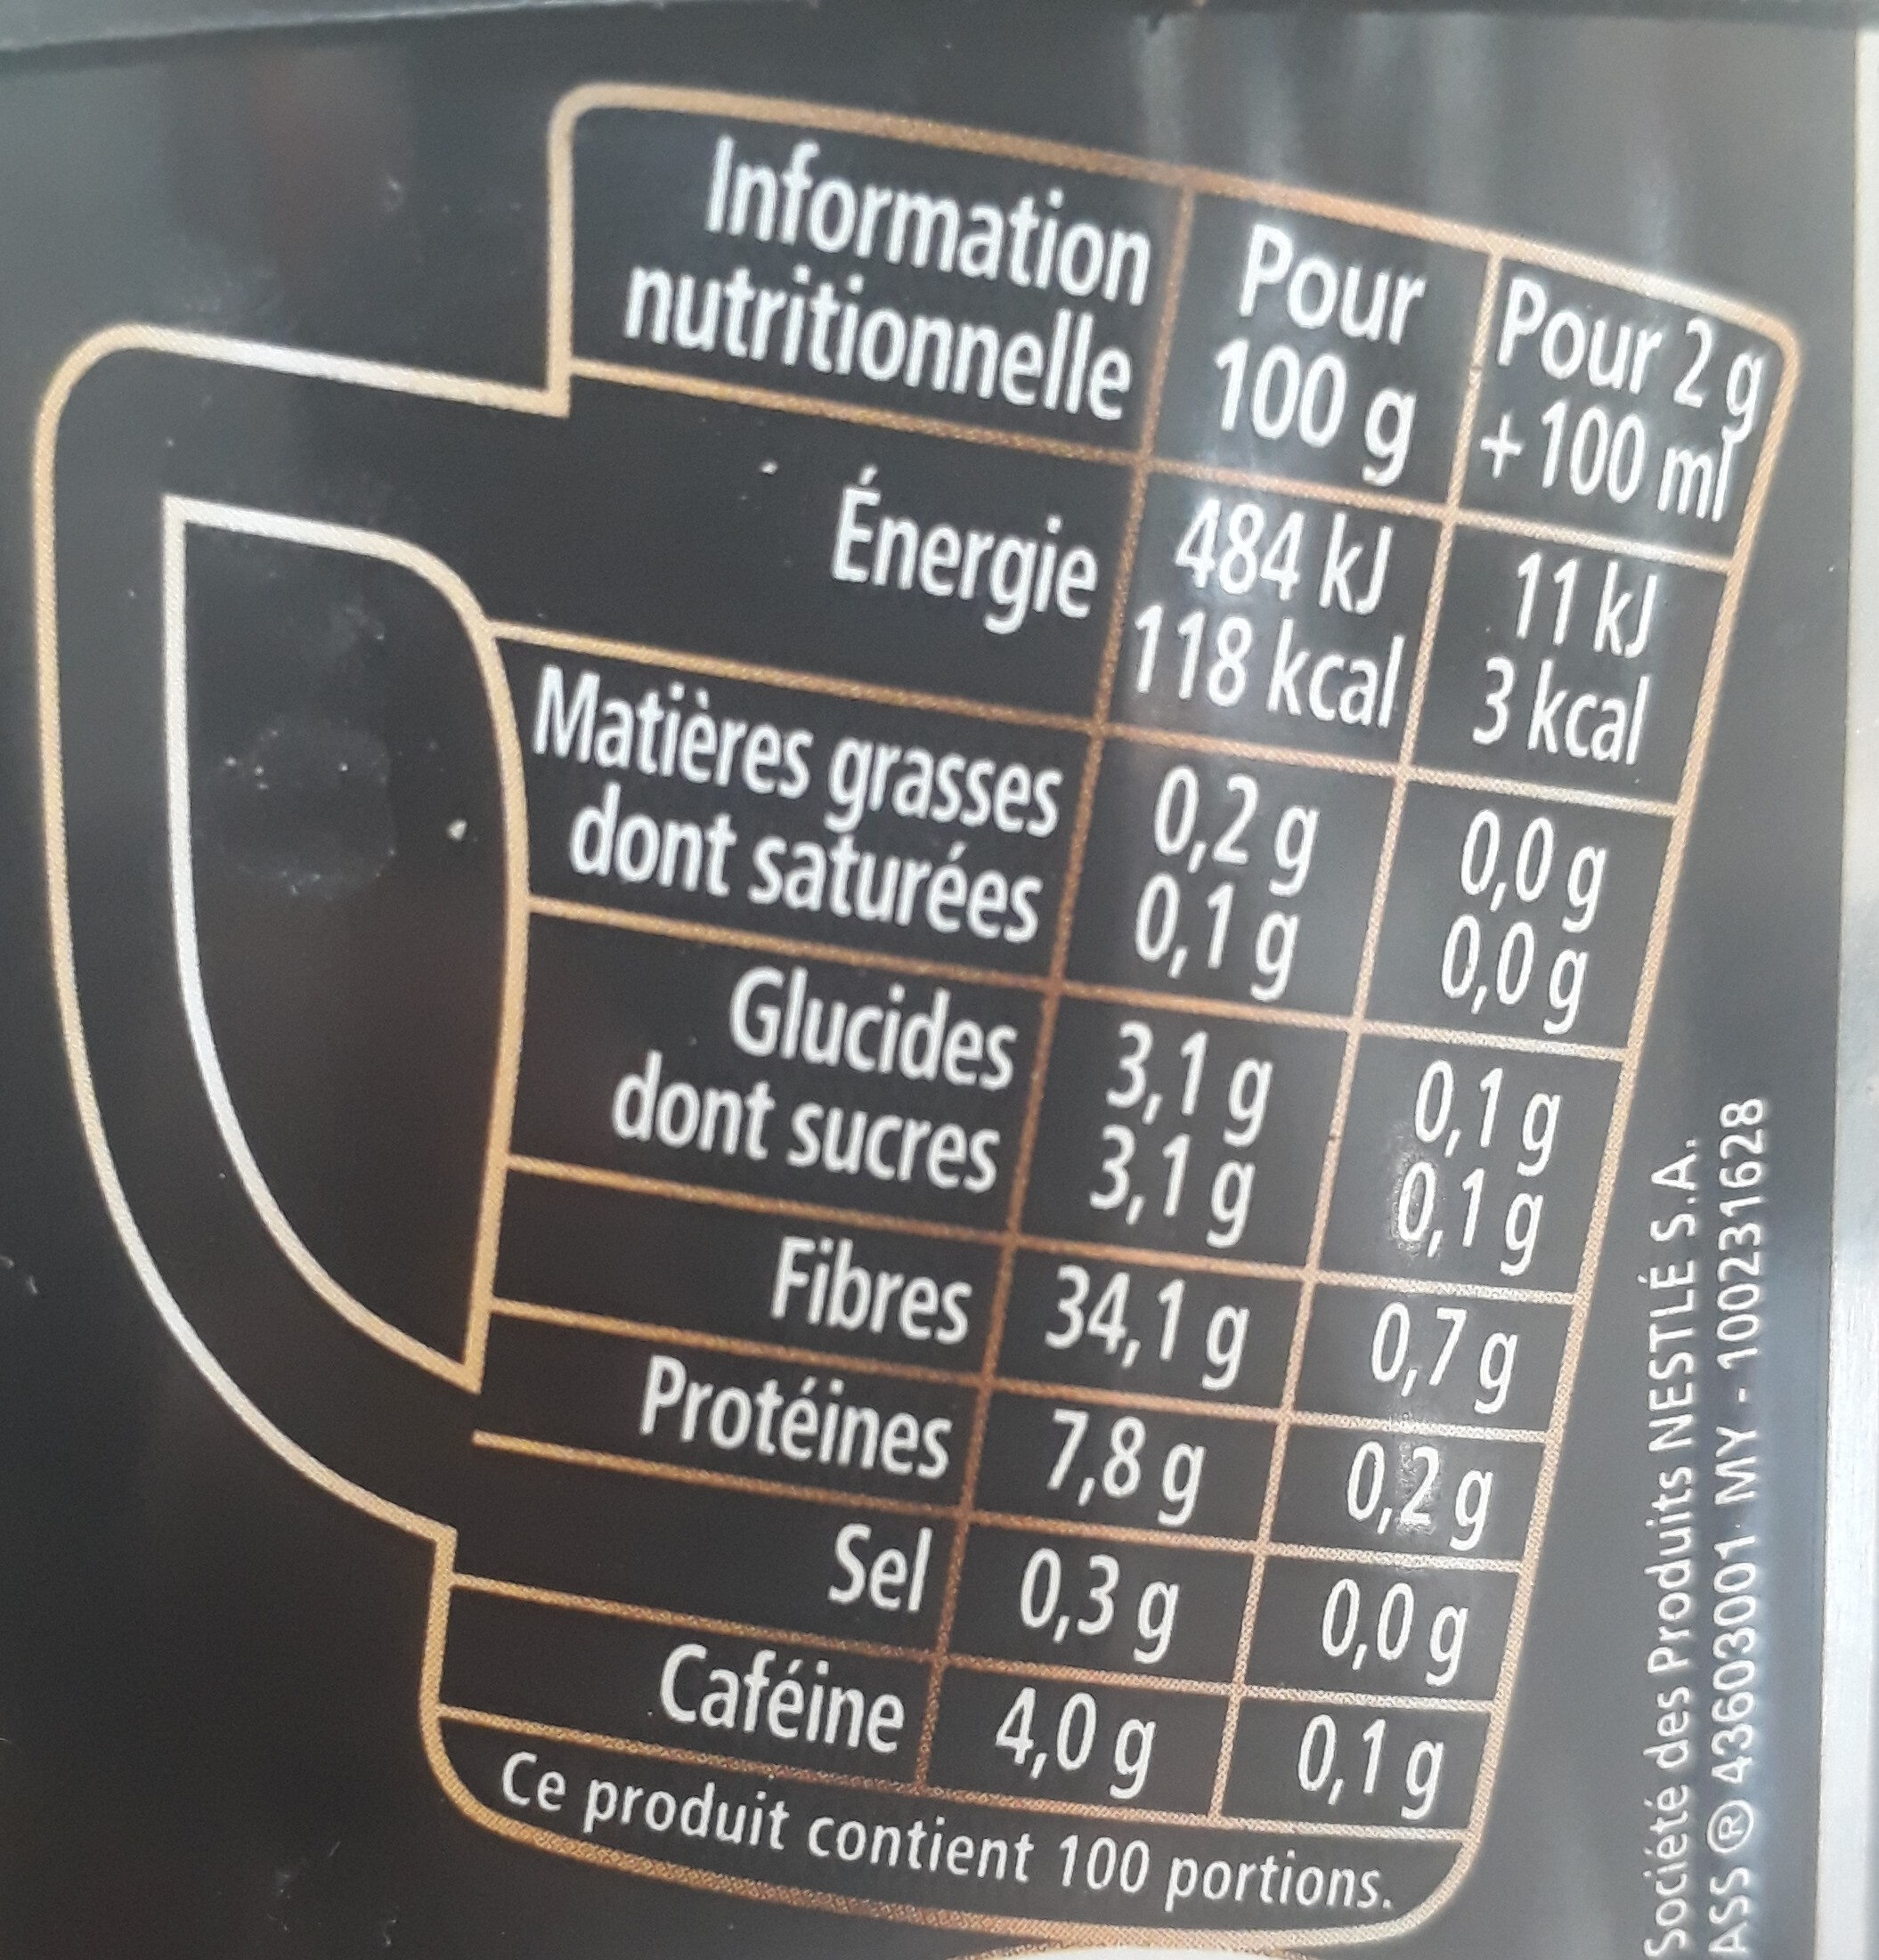 Information nutritionnelle Pour 100 g Pour 2 g + 100 ml
Énergie 484 kJ 11 kJ
118 kcal 3 kcal
Matières grasses 0,2 g 0,0 g
dont saturées 0,1 g 0,0 g
Glucides 3,1 g 0,1 g
dont sucres 3,1 g 0,1 g
Fibres 34,1 g 0,7 g
Protéines 7,8 g 0,2 g
Sel 0,3 g 0,0 g
Caféine 4,0 g 0,1 g
Ce produit contient 100 portions.
Société des Produits NESTLÉ S.A.
ASS ® 43603001 MY - 1002231628